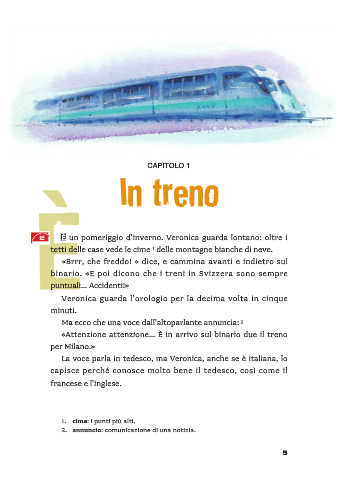 CAPITOLO 1
In treno
È un pomeriggio d'inverno. Veronica guarda lontano: oltre i
tetti delle case vede le cime 1 delle montagne bianche di neve.
«Brrr, che freddo! » dice, e cammina avanti e indietro sul
binario. «E poi dicono che i treni in Svizzera sono sempre
puntuali... Accidenti!»
Veronica guarda l'orologio per la decima volta in cinque
minuti.
Ma ecco che una voce dall'altoparlante annuncia: 2
«Attenzione attenzione... È in arrivo sul binario due il treno
per Milano.»
La voce parla in tedesco, ma Veronica, anche se è italiana, lo
capisce perché conosce molto bene il tedesco, così come il
francese e l'inglese.
1. cima: i punti più alti.
2. annuncio: comunicazione di una notizia.
5